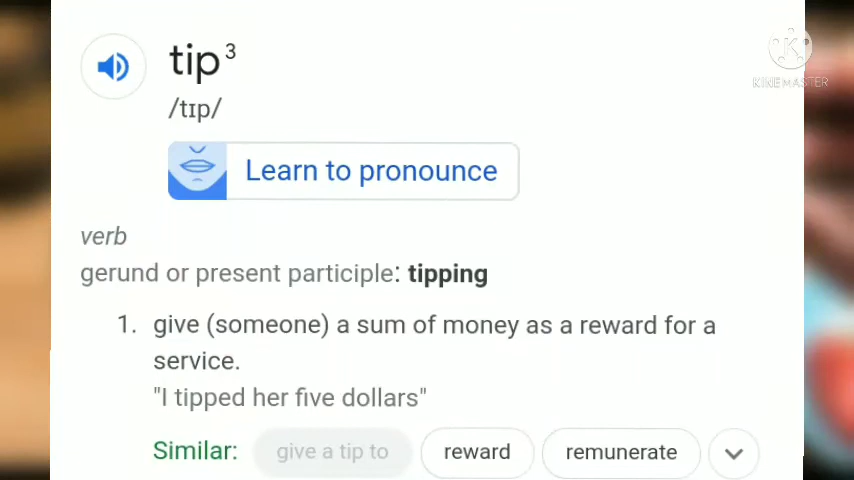 tip³
/tɪp/
KINEMASTER
Learn to pronounce
verb
gerund or present participle: tipping
1. give (someone) a sum of money as a reward for a
service.
"I tipped her five dollars"
Similar: give a tip to reward remunerate